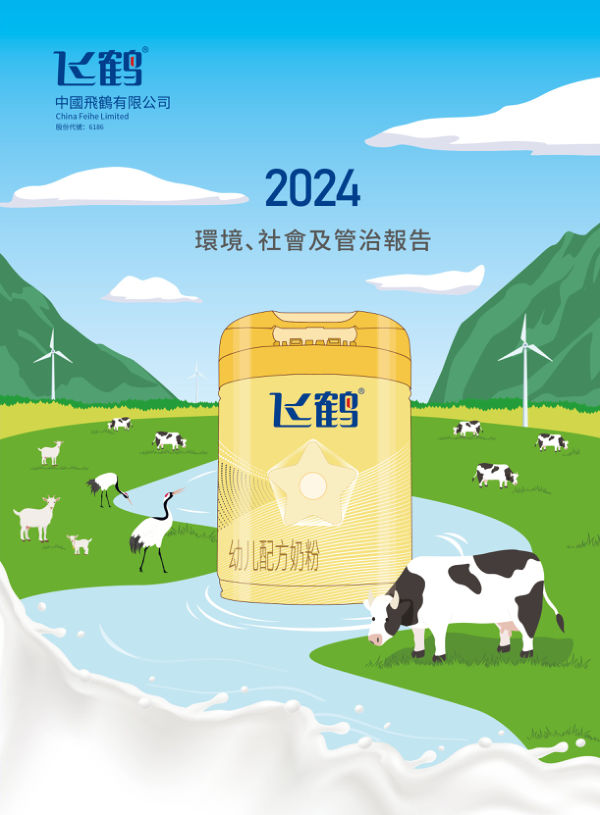 飞鹤®
中國飛鶴有限公司
China Feihe Limited
股份代號：6186
2024
環境、社會及管治報告
飞鹤®
幼儿配方奶粉